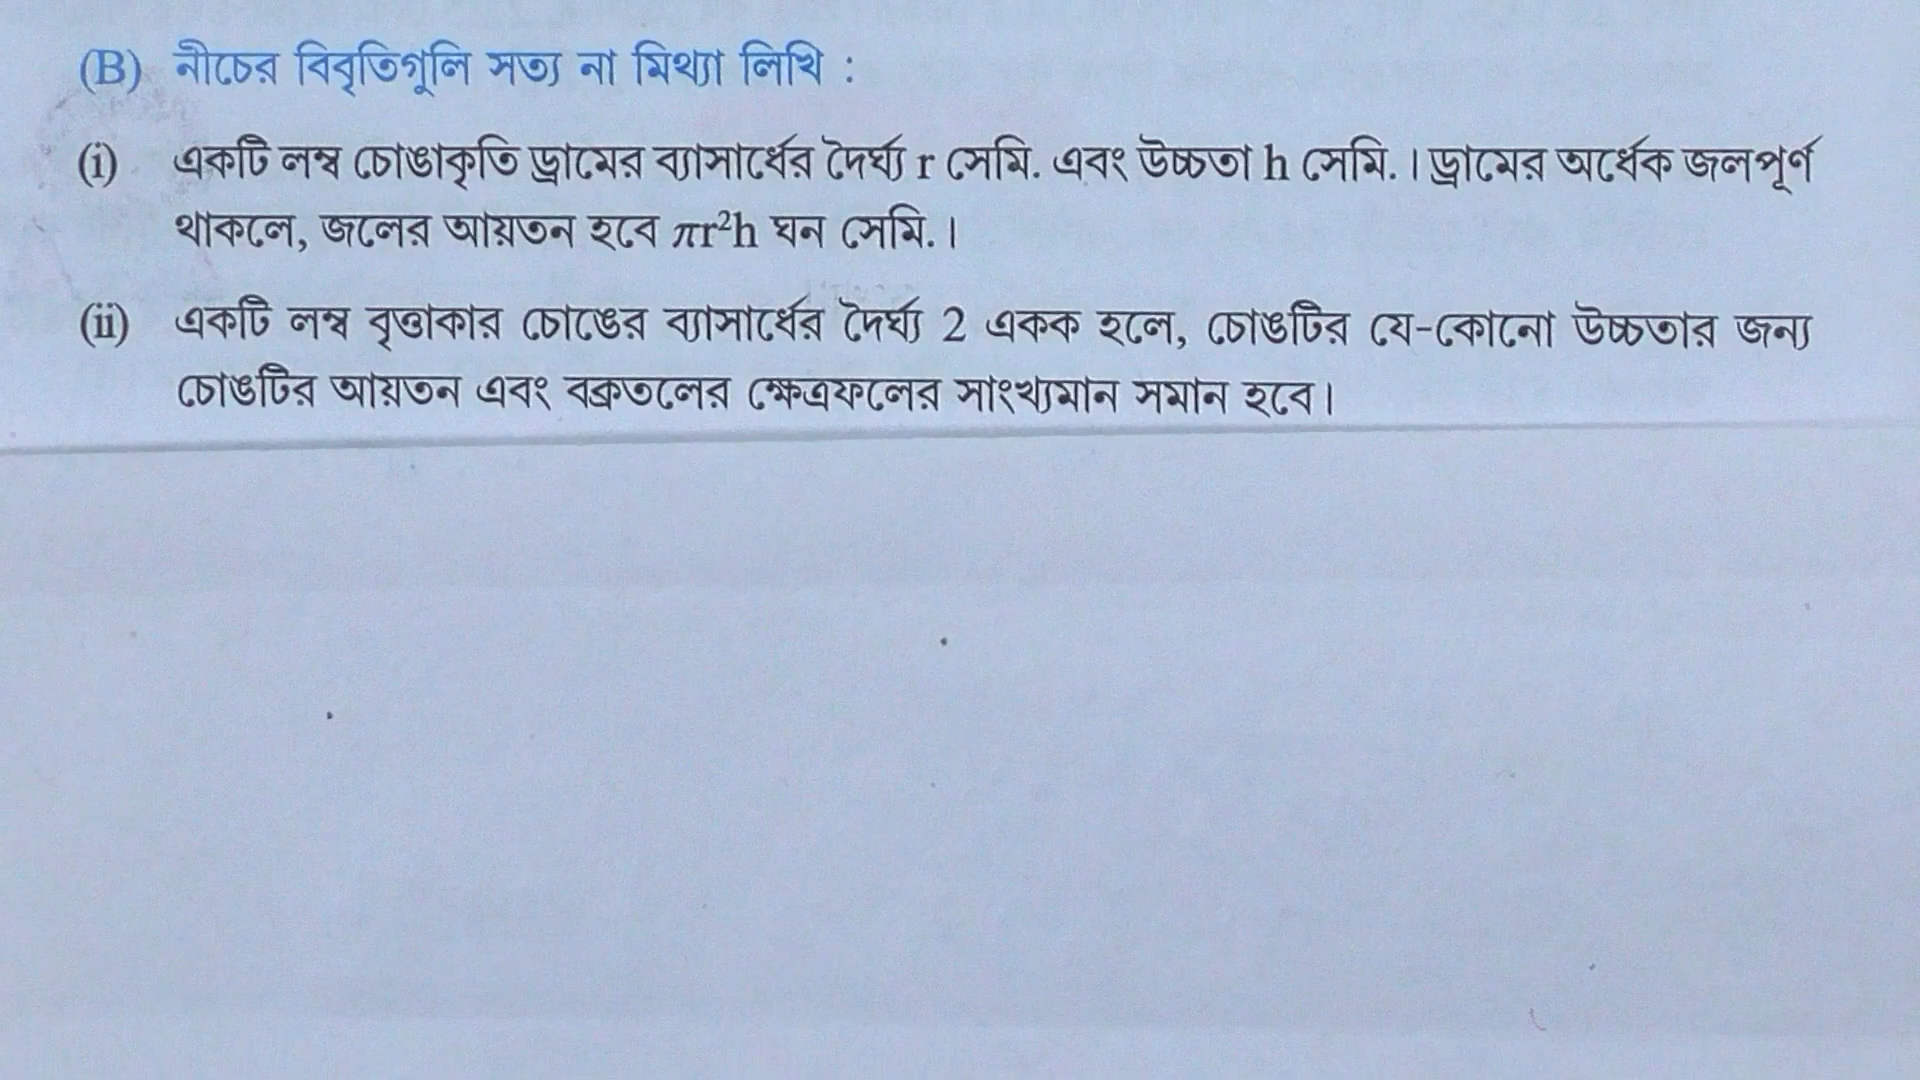 (B) নীচের বিবৃতিগুলি সত্য না মিথ্যা লিখি :
(i) একটি লম্ব চোঙাকৃতি ড্রামের ব্যাসার্ধের দৈর্ঘ্য r সেমি. এবং উচ্চতা h সেমি.। ড্রামের অর্ধেক জলপূর্ণ
থাকলে, জলের আয়তন হবে πr²h ঘন সেমি.।
(ii) একটি লম্ব বৃত্তাকার চোঙের ব্যাসার্ধের দৈর্ঘ্য 2 একক হলে, চোঙটির যে-কোনো উচ্চতার জন্য
চোঙটির আয়তন এবং বক্রতলের ক্ষেত্রফলের সাংখ্যমান সমান হবে।